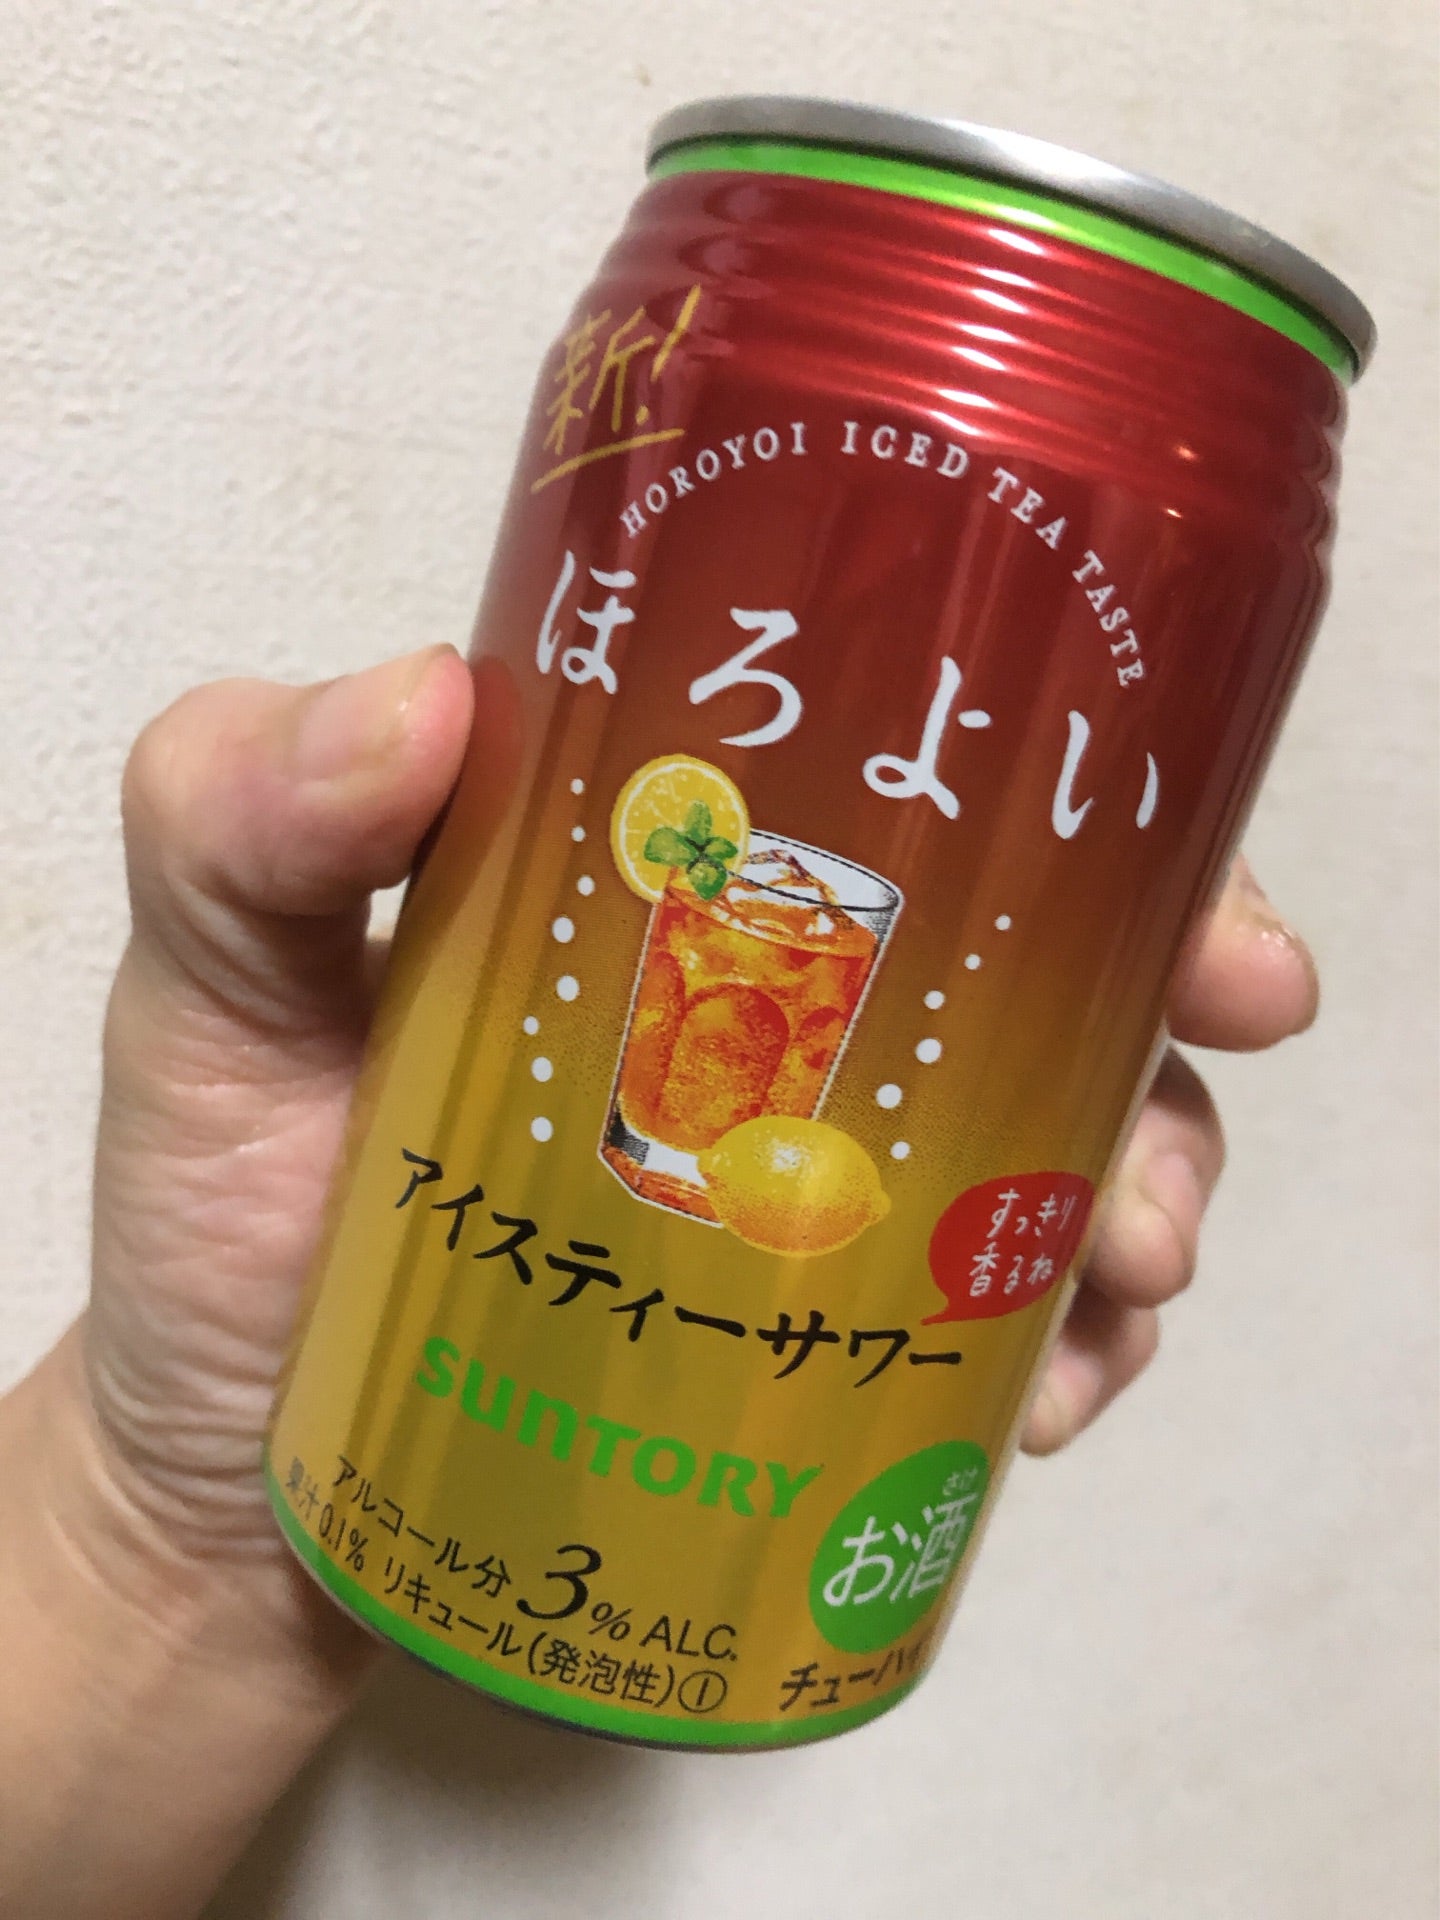 新!
HOROYOI ICED TEA TASTE
ほろよい
すっきり
香るね
アイスティーサワー
SUNTORY
さけ
お酒
アルコール分 3% ALC.
果汁0.1% リキュール(発泡性)①
チューハイ